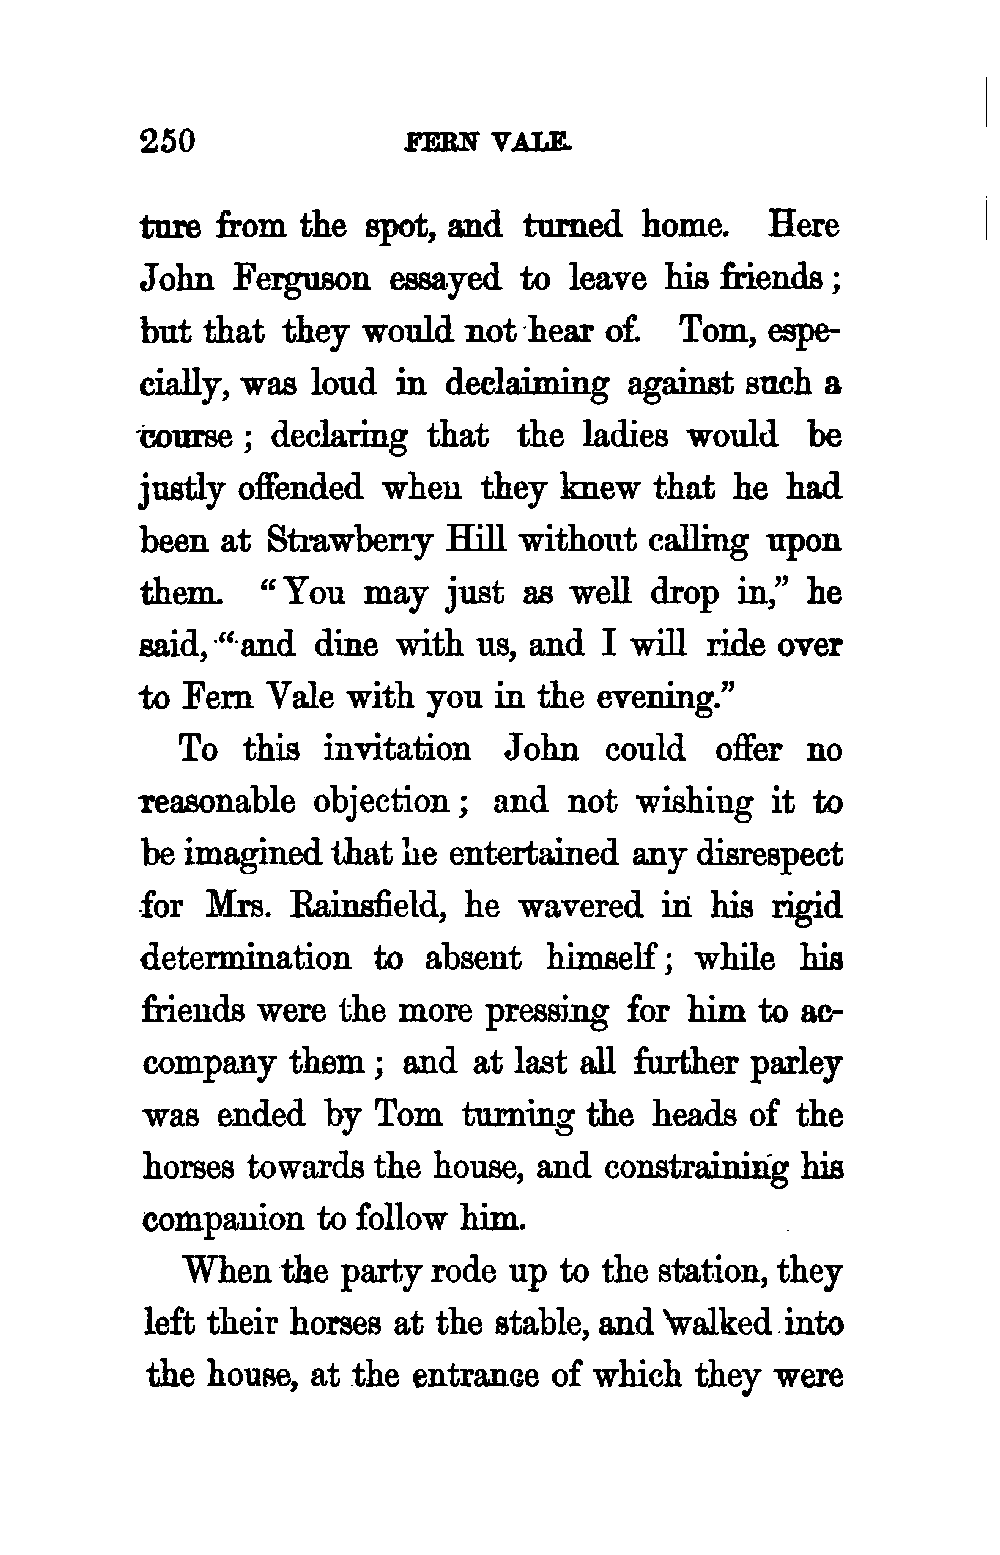 250 FERN VALE.
ture from the spot, and turned home. Here
John Ferguson essayed to leave his friends;
but that they would not hear of. Tom, espe-
cially, was loud in declaiming against such a
course; declaring that the ladies would be
justly offended when they knew that he had
been at Strawberry Hill without calling upon
them. "You may just as well drop in," he
said, "and dine with us, and I will ride over
to Fern Vale with you in the evening."
To this invitation John could offer no
reasonable objection; and not wishing it to
be imagined that he entertained any disrespect
for Mrs. Rainsfield, he wavered in his rigid
determination to absent himself; while his
friends were the more pressing for him to ac-
company them; and at last all further parley
was ended by Tom turning the heads of the
horses towards the house, and constraining his
companion to follow him.
When the party rode up to the station, they
left their horses at the stable, and walked into
the house, at the entrance of which they were